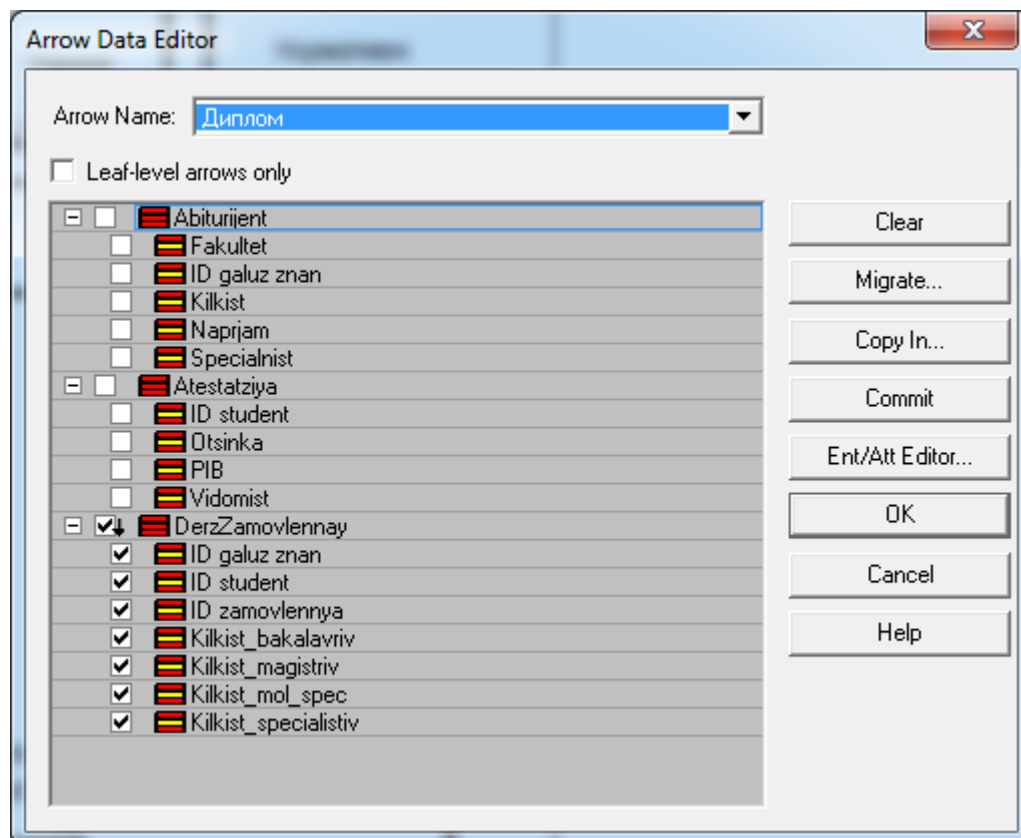 Arrow Data Editor
Arrow Name: Диплом
Leaf-level arrows only
Abiturijent
Fakultet
ID galuz znan
Kilkist
Naprjam
Specialnist
Atestatziya
ID student
Otsinka
PIB
Vidomist
DerzZamovlennay
ID galuz znan
ID student
ID zamovlennya
Kilkist_bakalavriv
Kilkist_magistriv
Kilkist_mol_spec
Kilkist_specialistiv
Clear
Migrate...
Copy In...
Commit
Ent/Att Editor...
OK
Cancel
Help